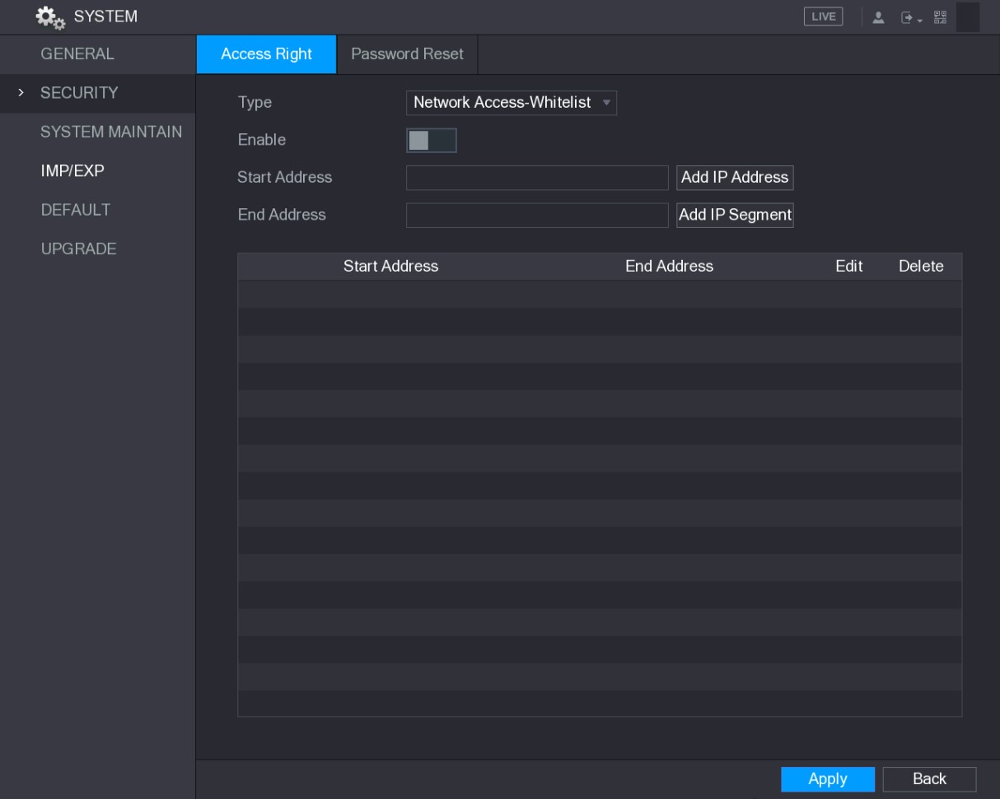 SYSTEM
LIVE
GENERAL
SECURITY
SYSTEM MAINTAIN
IMP/EXP
DEFAULT
UPGRADE
Access Right
Password Reset
Type
Network Access-Whitelist
Enable
Start Address
Add IP Address
End Address
Add IP Segment
Start Address
End Address
Edit
Delete
Apply
Back